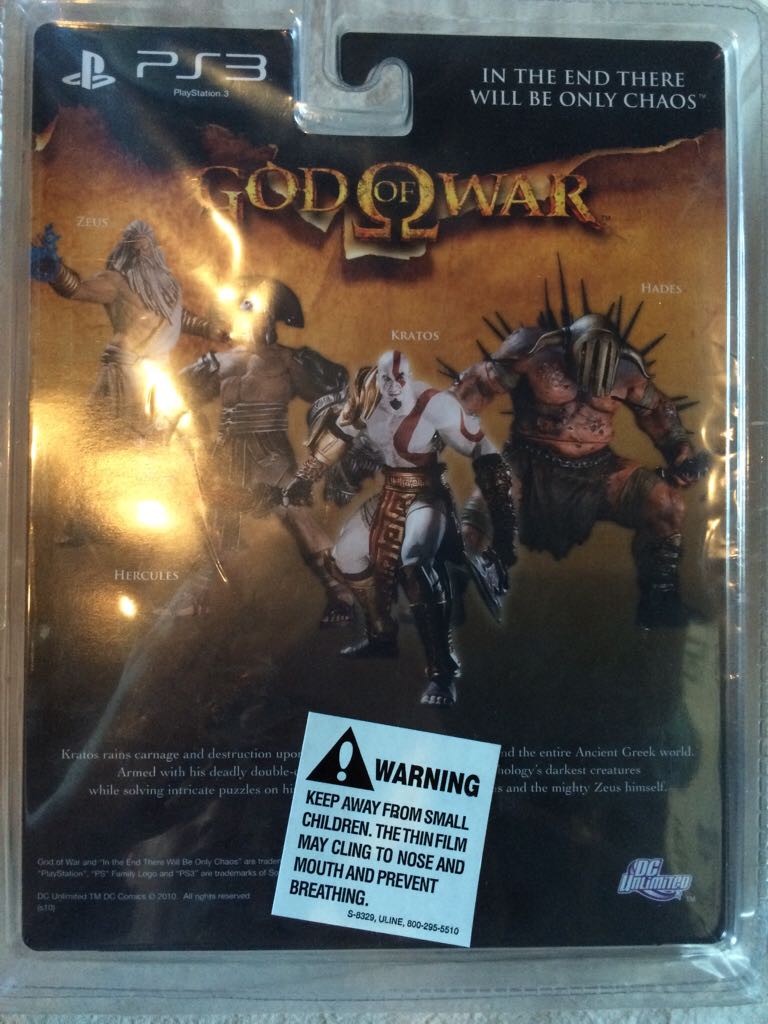 PS3
PlayStation 3
IN THE END THERE
WILL BE ONLY CHAOS™
GOD OF WAR™
ZEUS
HADES
KRATOS
HERCULES
Kratos rains carnage and destruction upon nd the entire Ancient Greek world.
Armed with his deadly double- hology's darkest creatures
while solving intricate puzzles on hi s and the mighty Zeus himself.
WARNING
KEEP AWAY FROM SMALL
CHILDREN. THE THIN FILM
MAY CLING TO NOSE AND
MOUTH AND PREVENT
BREATHING.
S-8329, ULINE, 800-295-5510
God of War and "In the End There Will Be Only Chaos" are trader
"PlayStation", "PS" Family Logo and "PS3" are trademarks of So
DC Unlimited TM DC Comics © 2010. All rights reserved
(s10)
DC
UNLIMITED™